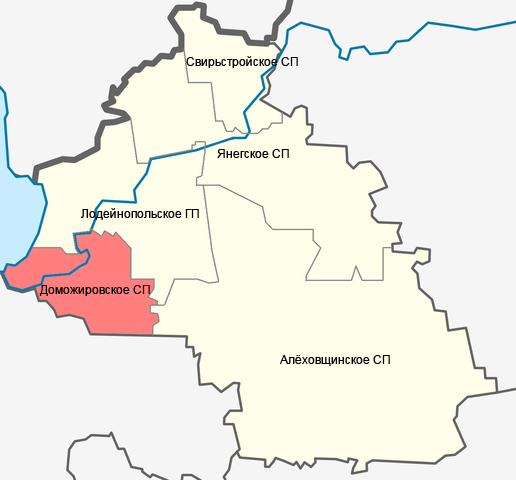 Свирьстройское СП
Янегское СП
Лодейнопольское ГП
Доможировское СП
Алёховщинское СП